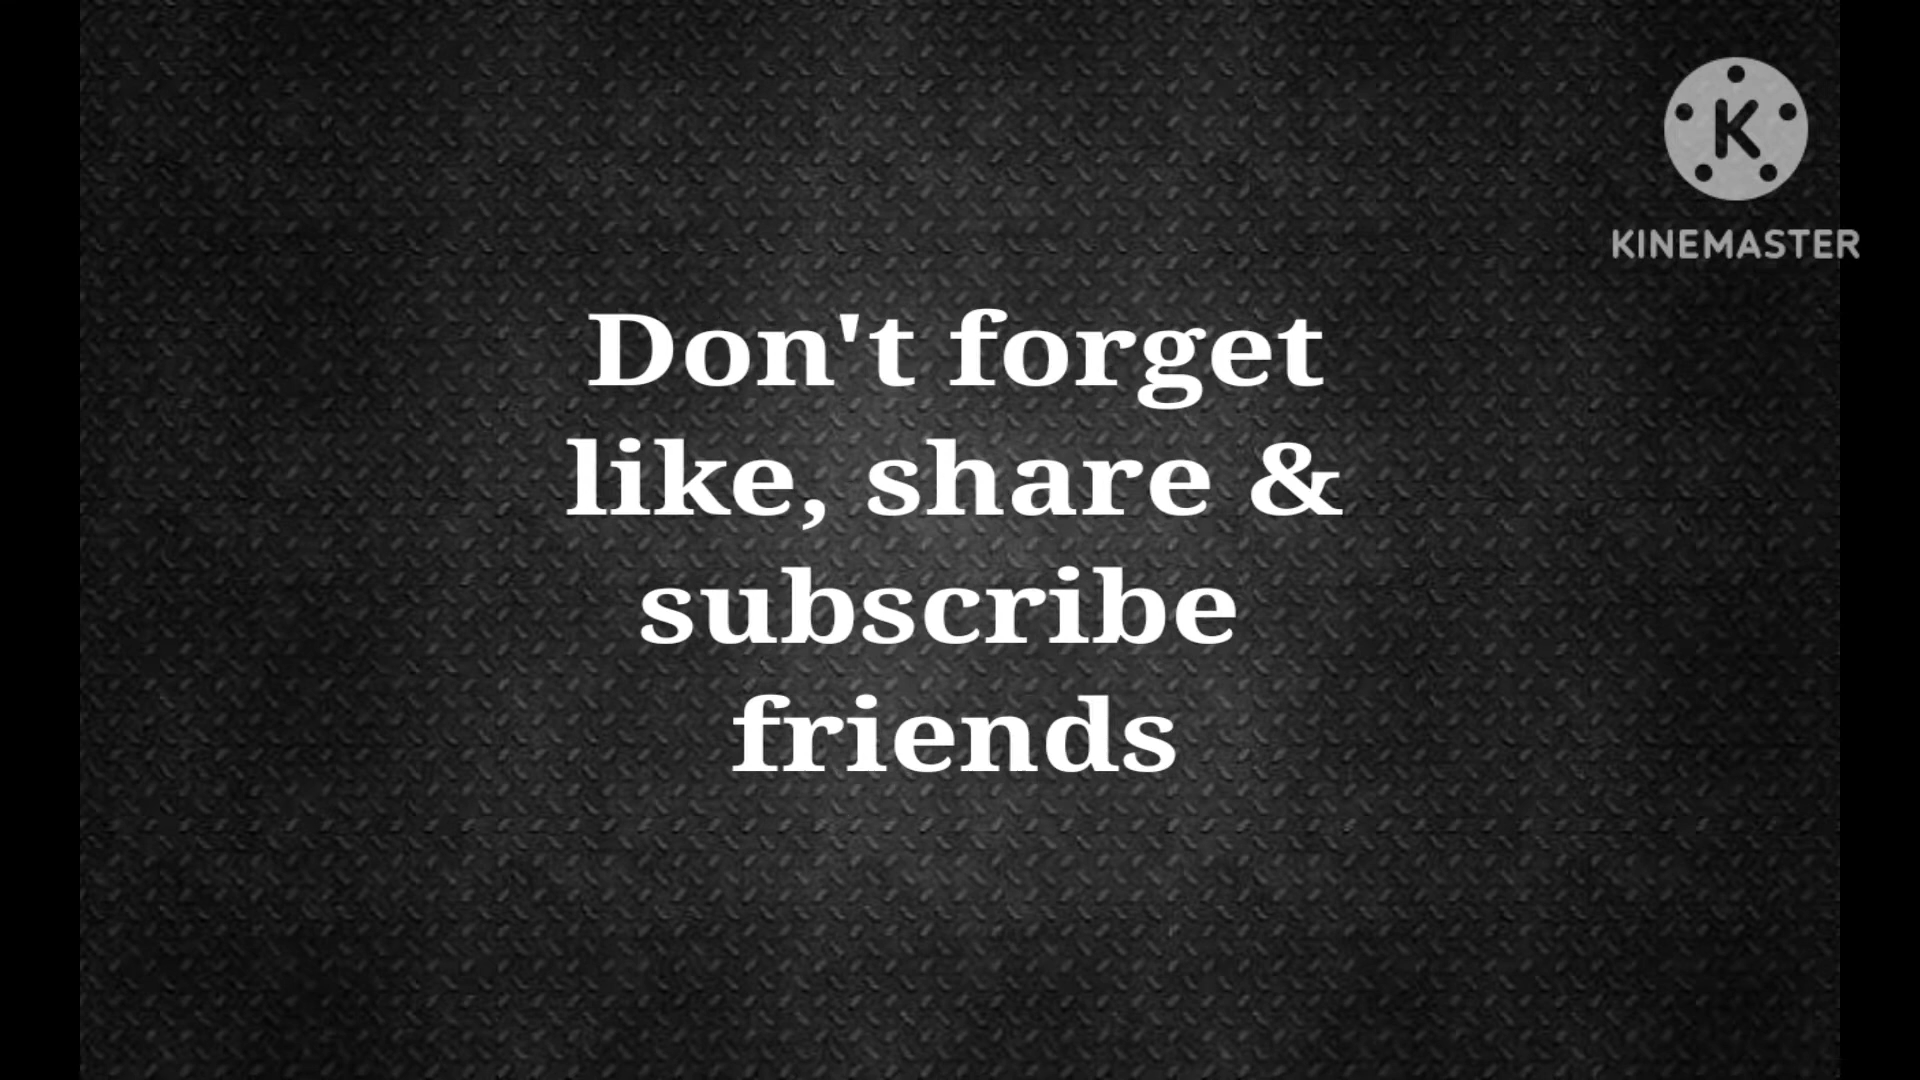 K
KINEMASTER
Don't forget
like, share &
subscribe
friends